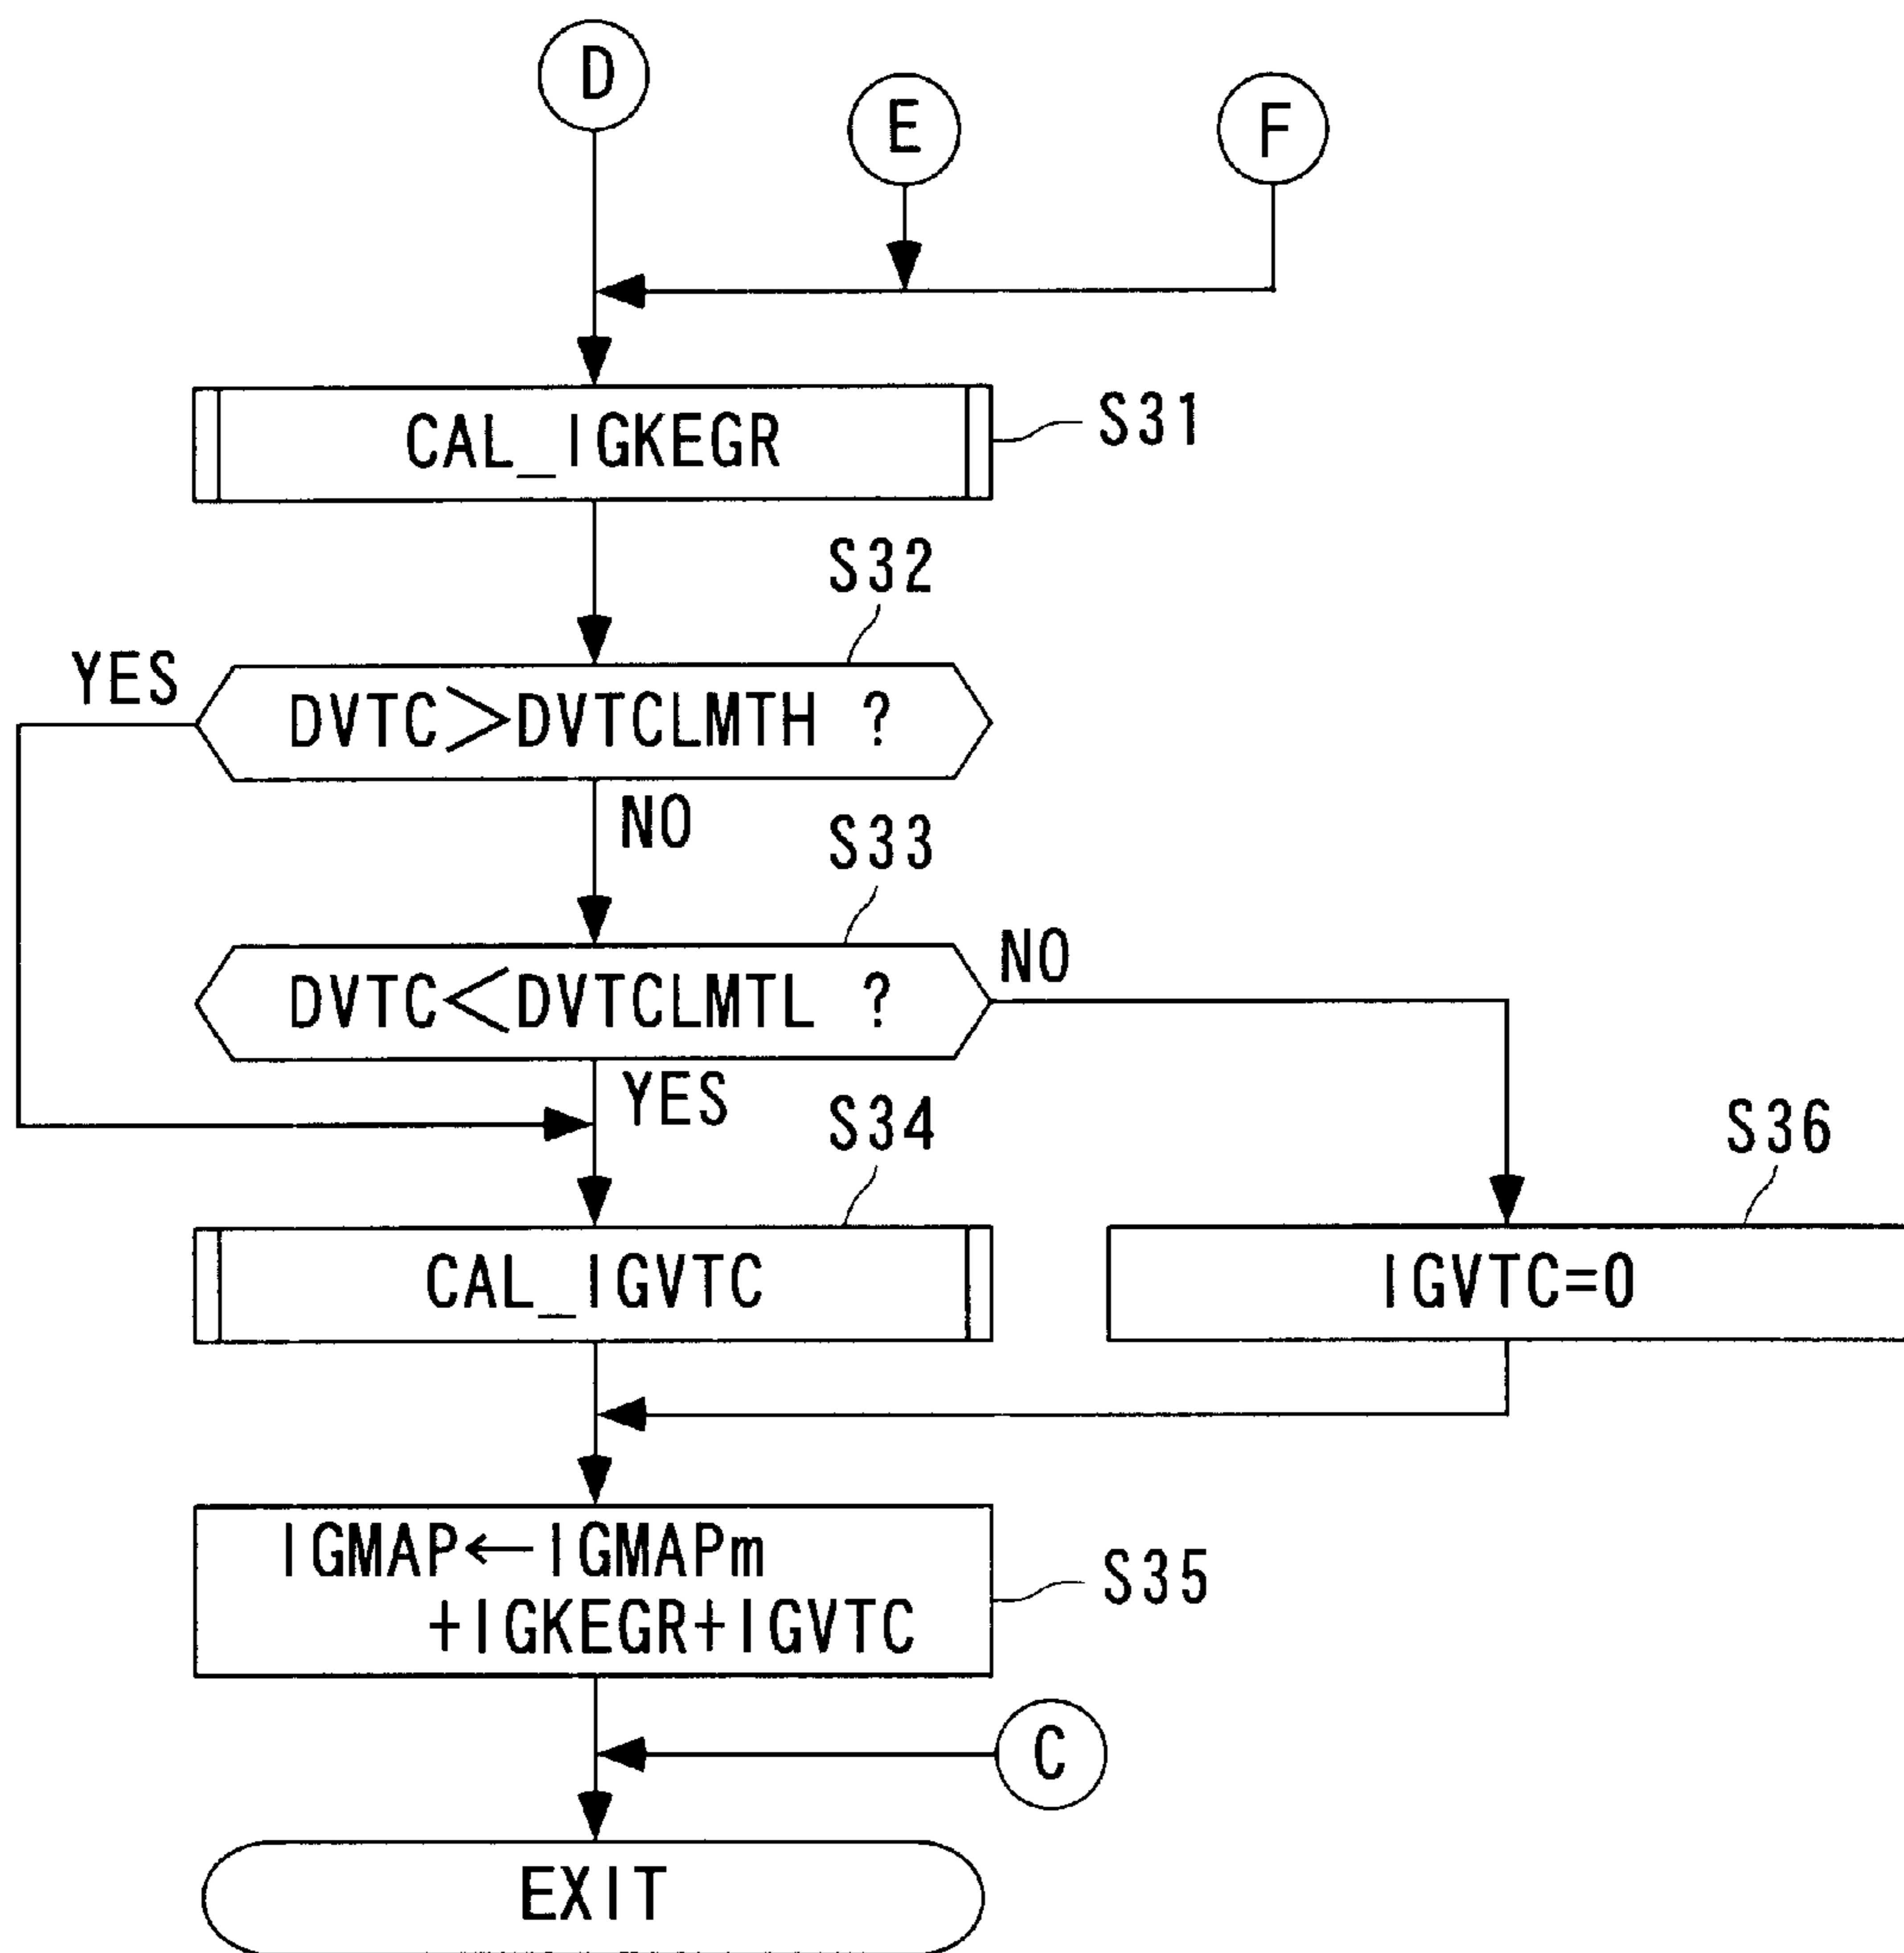 D
E
F
CAL_IGKEGR
S31
S32
YES
DVTC>DVTCLMTH ?
NO
S33
DVTC<DVTCLMTL ?
NO
YES
S34
S36
CAL_IGVTC
IGVTC=0
IGMAP←IGMAPm
+IGKEGR+IGVTC
S35
C
EXIT